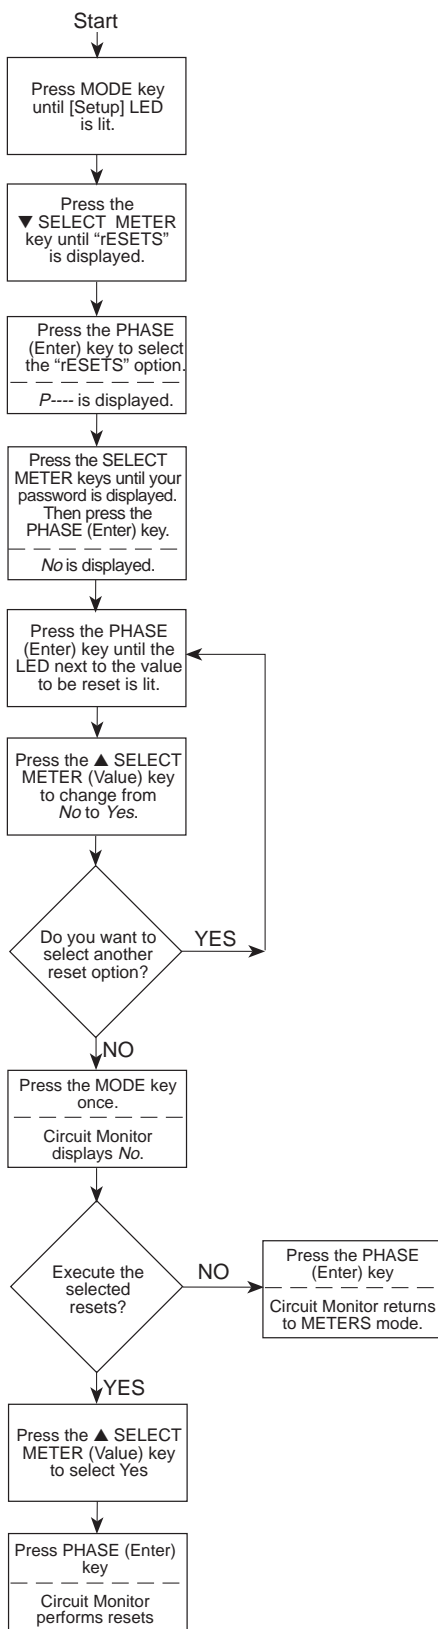 Start
Press MODE key
until [Setup] LED
is lit.
Press the
▼ SELECT METER
key until “rESETS”
is displayed.
Press the PHASE
(Enter) key to select
the “rESETS” option.
P---- is displayed.
Press the SELECT
METER keys until your
password is displayed.
Then press the
PHASE (Enter) key.
No is displayed.
Press the PHASE
(Enter) key until the
LED next to the value
to be reset is lit.
Press the ▲ SELECT
METER (Value) key
to change from
No to Yes.
Do you want to
select another
reset option?
YES
NO
Press the MODE key
once.
Circuit Monitor
displays No.
Execute the
selected
resets?
NO
Press the PHASE
(Enter) key
Circuit Monitor returns
to METERS mode.
YES
Press the ▲ SELECT
METER (Value) key
to select Yes
Press PHASE (Enter)
key
Circuit Monitor
performs resets